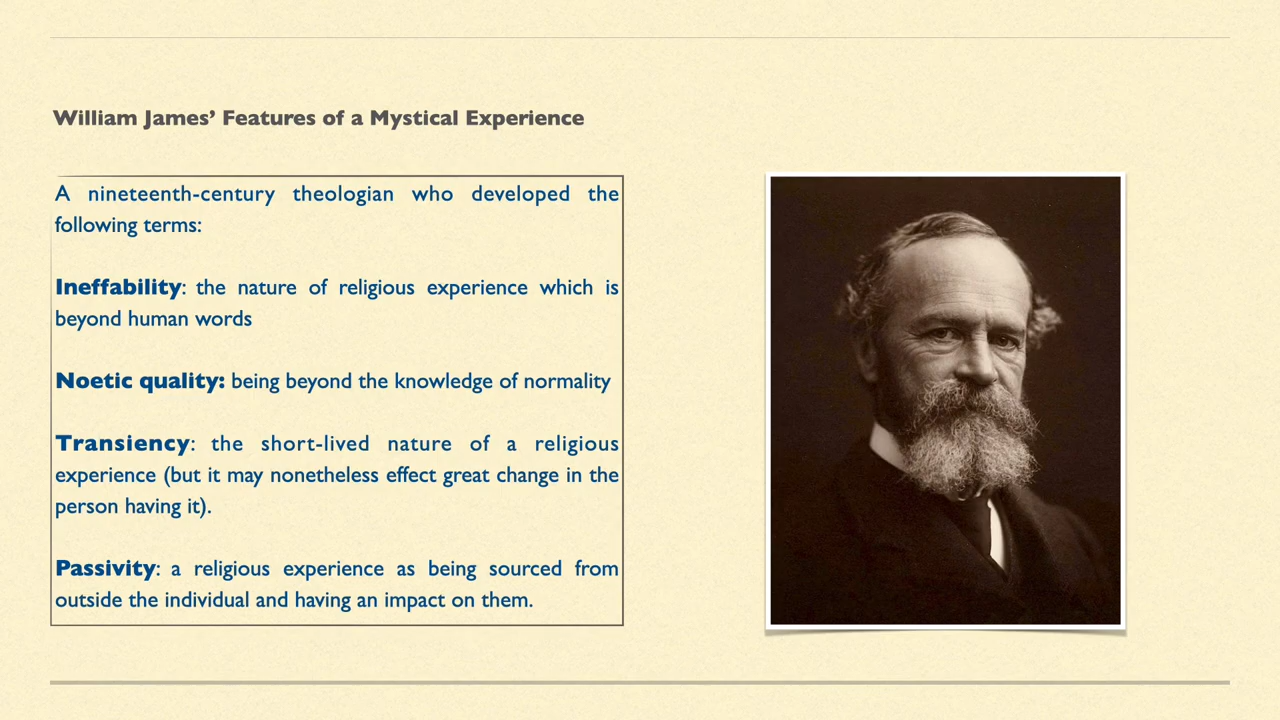 William James’ Features of a Mystical Experience
A nineteenth-century theologian who developed the
following terms:
Ineffability: the nature of religious experience which is
beyond human words
Noetic quality: being beyond the knowledge of normality
Transiency: the short-lived nature of a religious
experience (but it may nonetheless effect great change in the
person having it).
Passivity: a religious experience as being sourced from
outside the individual and having an impact on them.